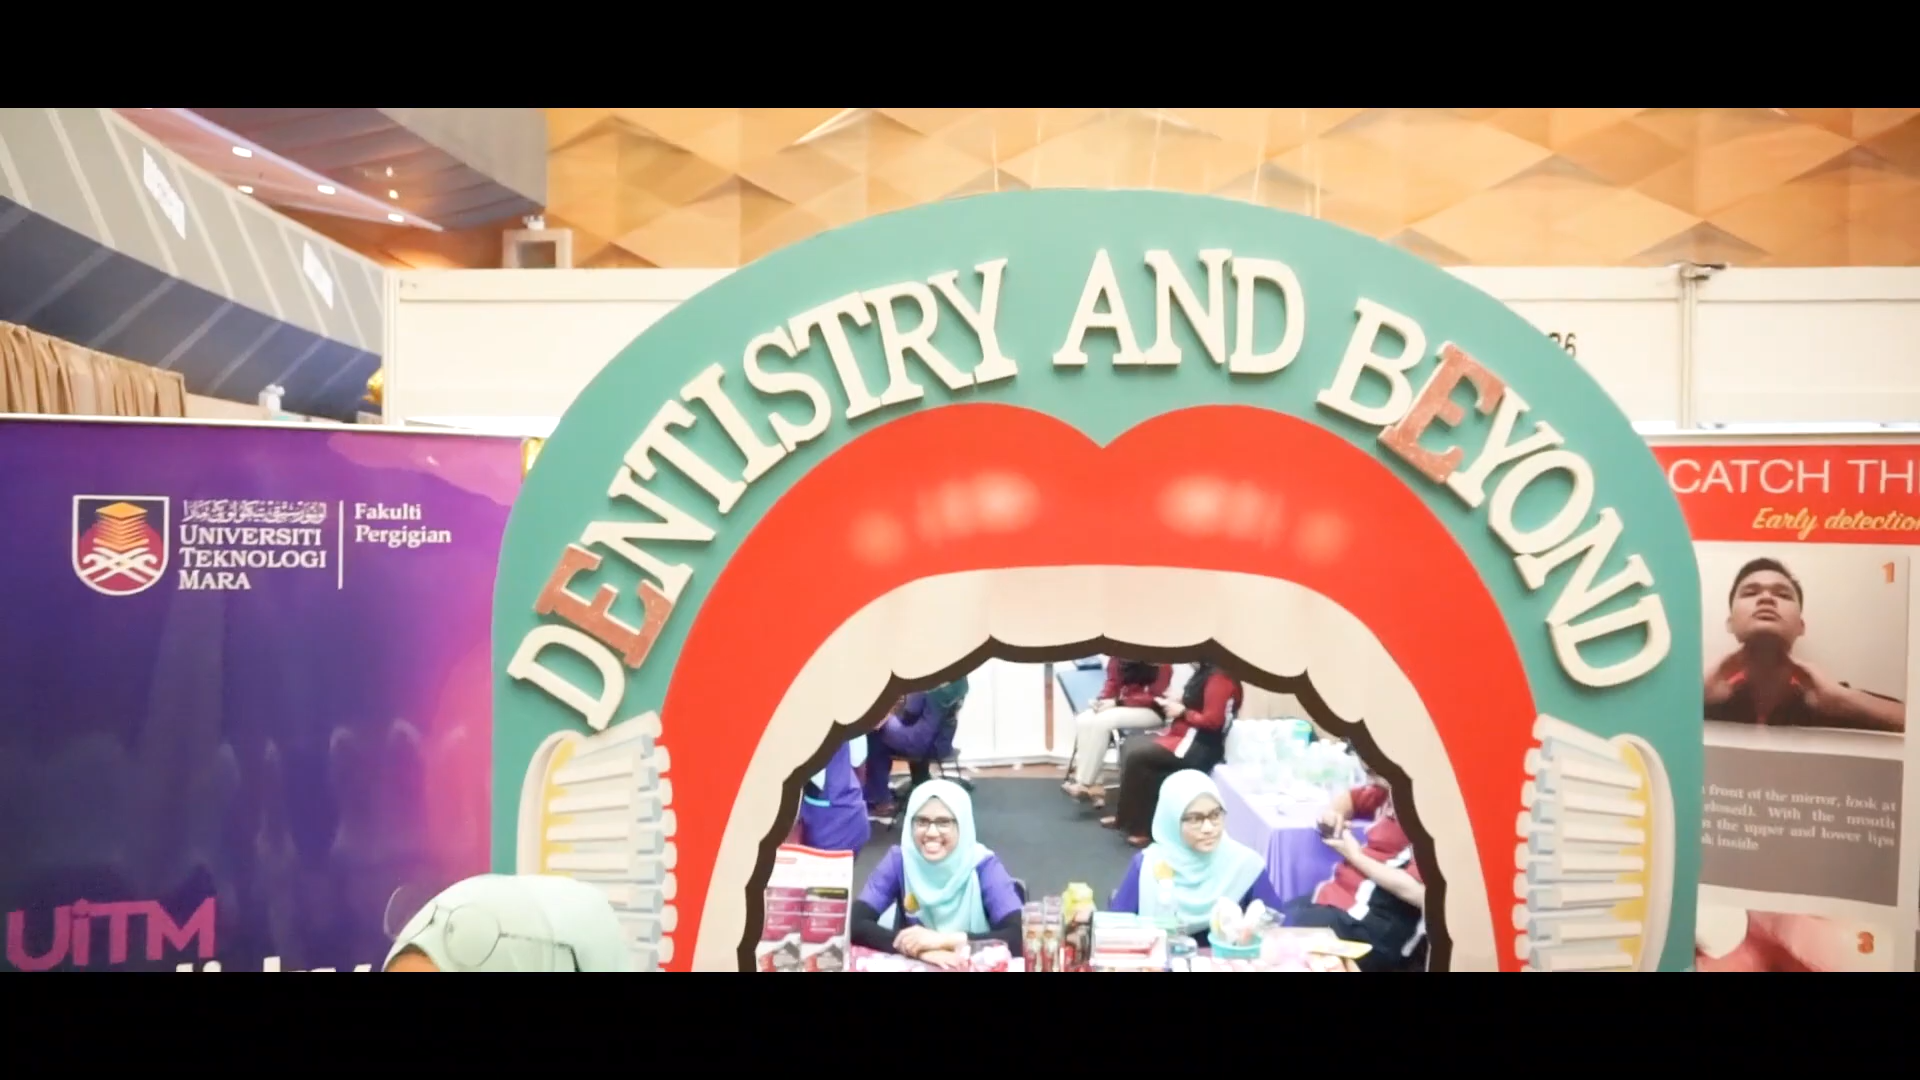 DENTISTRY AND BEYOND
UNIVERSITI
TEKNOLOGI
MARA
Fakulti
Pergigian
UiTM
CATCH
Early detection
1
front of the mirror, look at
closed). With the mouth
the upper and lower lips
inside
3
26